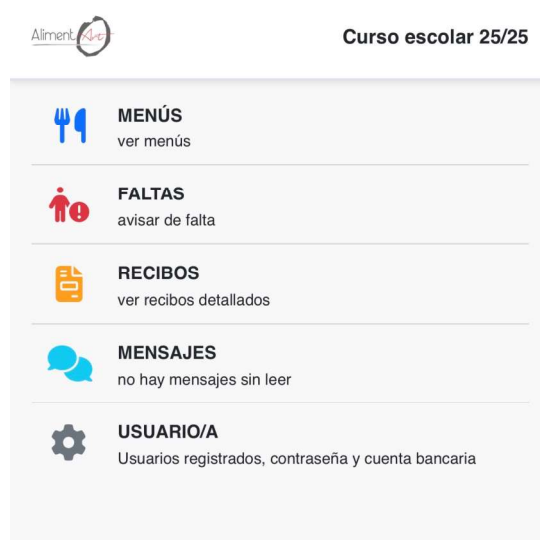 AlimentArt
Curso escolar 25/25
MENÚS
ver menús
FALTAS
avisar de falta
RECIBOS
ver recibos detallados
MENSAJES
no hay mensajes sin leer
USUARIO/A
Usuarios registrados, contraseña y cuenta bancaria